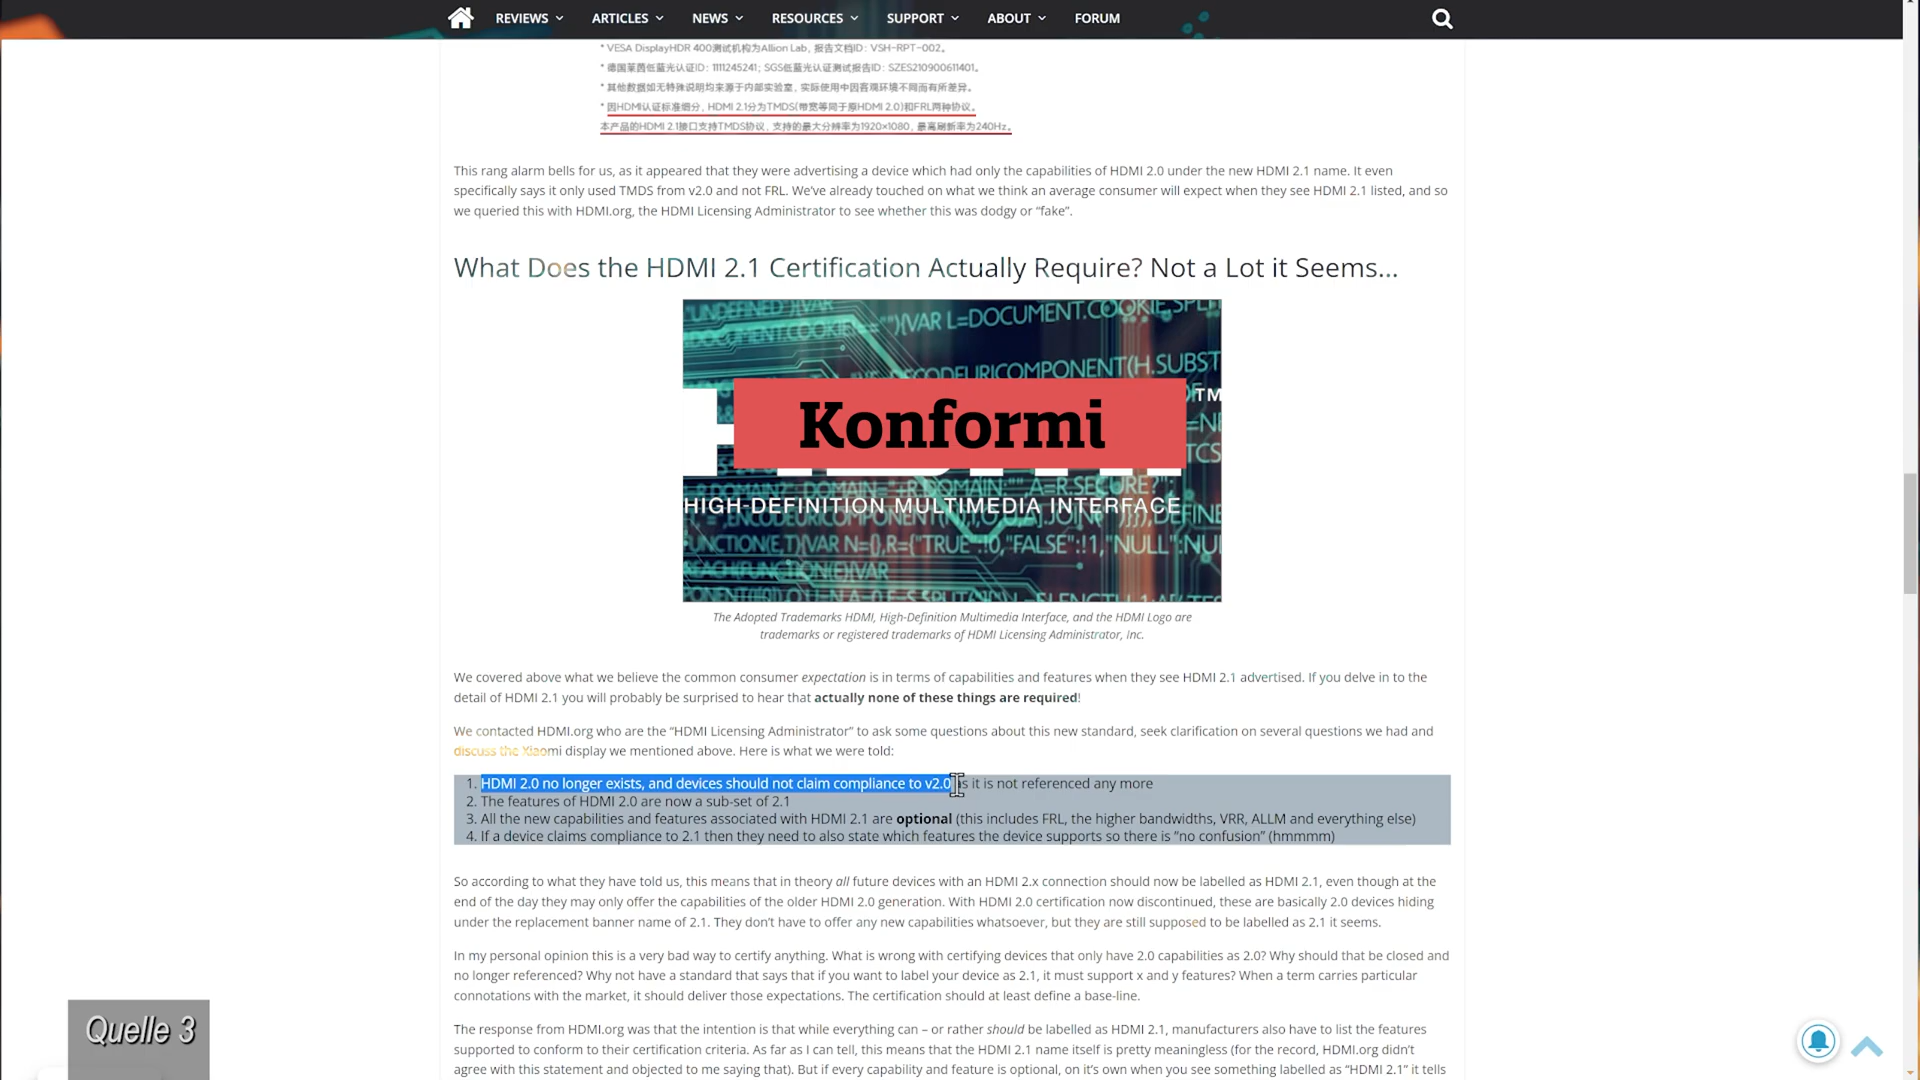 REVIEWS
ARTICLES
NEWS
RESOURCES
SUPPORT
ABOUT
FORUM
* VESA DisplayHDR 400测试机构为Allion Lab, 报告文档ID: VSH-RPT-002。
* 德国莱茵低蓝光认证ID: 1111245241; SGS低蓝光认证测试报告ID: SZES210900611401。
* 其他数据如无特殊说明均来源于内部实验室, 实际使用中因客观环境不同而有所差异。
* 因HDMI认证标准细分, HDMI 2.1分为TMDS(带宽等同于原HDMI 2.0)和FRL两种协议。
本产品的HDMI 2.1接口支持TMDS协议, 支持的最大分辨率为1920×1080, 最高刷新率为240Hz。
This rang alarm bells for us, as it appeared that they were advertising a device which had only the capabilities of HDMI 2.0 under the new HDMI 2.1 name. It even
specifically says it only used TMDS from v2.0 and not FRL. We've already touched on what we think an average consumer will expect when they see HDMI 2.1 listed, and so
we queried this with HDMI.org, the HDMI Licensing Administrator to see whether this was dodgy or "fake".
What Does the HDMI 2.1 Certification Actually Require? Not a Lot it Seems…
Konformi
TM
HIGH-DEFINITION MULTIMEDIA INTERFACE
The Adopted Trademarks HDMI, High-Definition Multimedia Interface, and the HDMI Logo are
trademarks or registered trademarks of HDMI Licensing Administrator, Inc.
We covered above what we believe the common consumer expectation is in terms of capabilities and features when they see HDMI 2.1 advertised. If you delve in to the
detail of HDMI 2.1 you will probably be surprised to hear that actually none of these things are required!
We contacted HDMI.org who are the "HDMI Licensing Administrator" to ask some questions about this new standard, seek clarification on several questions we had and
discuss the Xiaomi display we mentioned above. Here is what we were told:
1. HDMI 2.0 no longer exists, and devices should not claim compliance to v2.0 as it is not referenced any more
2. The features of HDMI 2.0 are now a sub-set of 2.1
3. All the new capabilities and features associated with HDMI 2.1 are optional (this includes FRL, the higher bandwidths, VRR, ALLM and everything else)
4. If a device claims compliance to 2.1 then they need to also state which features the device supports so there is "no confusion" (hmmmm)
So according to what they have told us, this means that in theory all future devices with an HDMI 2.x connection should now be labelled as HDMI 2.1, even though at the
end of the day they may only offer the capabilities of the older HDMI 2.0 generation. With HDMI 2.0 certification now discontinued, these are basically 2.0 devices hiding
under the replacement banner name of 2.1. They don't have to offer any new capabilities whatsoever, but they are still supposed to be labelled as 2.1 it seems.
In my personal opinion this is a very bad way to certify anything. What is wrong with certifying devices that only have 2.0 capabilities as 2.0? Why should that be closed and
no longer referenced? Why not have a standard that says that if you want to label your device as 2.1, it must support x and y features? When a term carries particular
connotations with the market, it should deliver those expectations. The certification should at least define a base-line.
The response from HDMI.org was that the intention is that while everything can – or rather should be labelled as HDMI 2.1, manufacturers also have to list the features
supported to conform to their certification criteria. As far as I can tell, this means that the HDMI 2.1 name itself is pretty meaningless (for the record, HDMI.org didn't
agree with this statement and objected to me saying that). But if every capability and feature is optional, on it's own when you see something labelled as "HDMI 2.1" it tells
Quelle 3